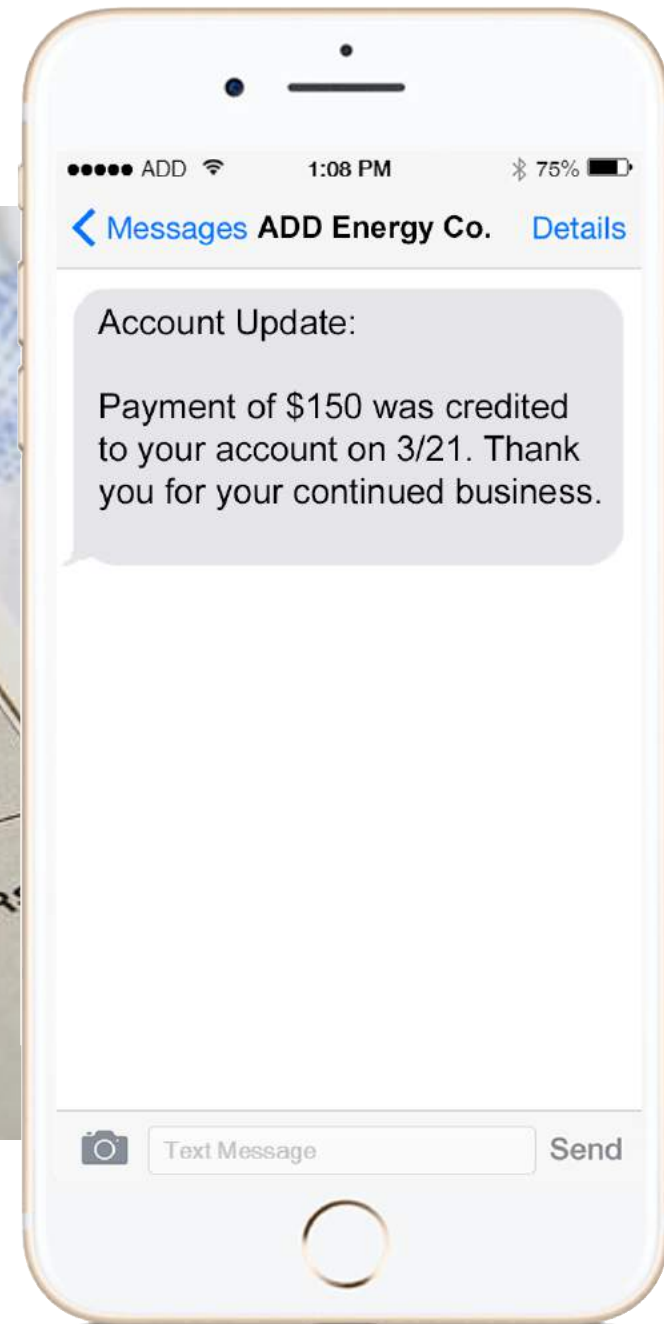 ADD 1:08 PM 75%
Messages ADD Energy Co. Details
Account Update:
Payment of $150 was credited
to your account on 3/21. Thank
you for your continued business.
Text Message Send